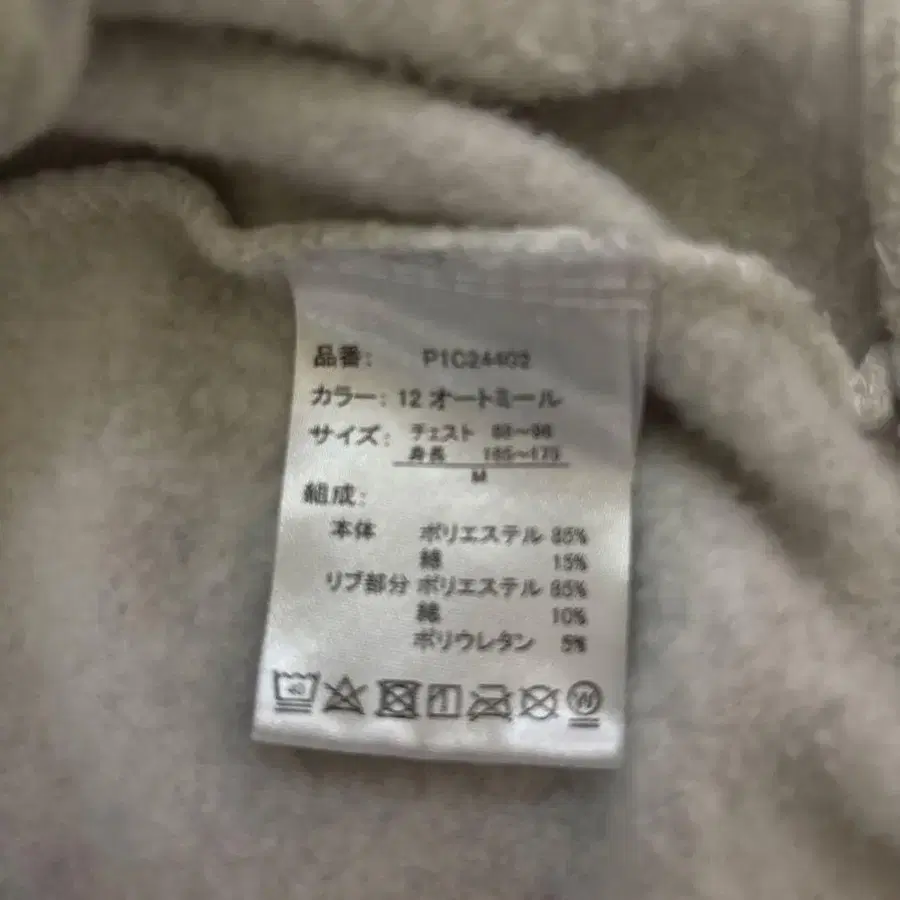 品番: P1C24402
カラー: 12 オートミール
サイズ: チェスト 88～96
身長 165～175
M
組成:
本体 ポリエステル 85%
綿 15%
リブ部分 ポリエステル 85%
綿 10%
ポリウレタン 5%
40
W